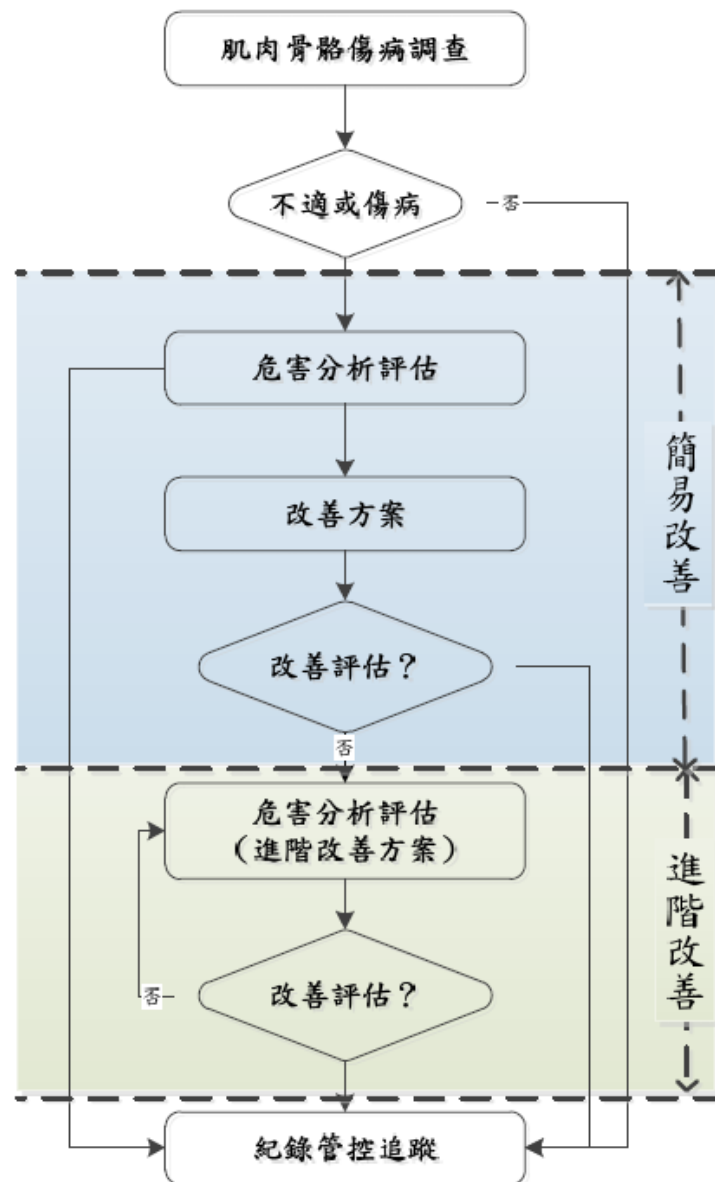 肌肉骨骼傷病調查
不適或傷病
否
危害分析評估
改善方案
改善評估？
否
簡易改善
危害分析評估
（進階改善方案）
改善評估？
否
進階改善
紀錄管控追蹤